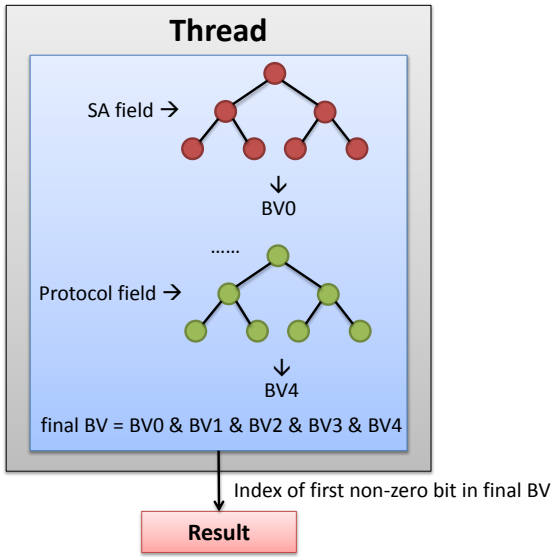 Thread
SA field →
↓
BV0
......
Protocol field →
↓
BV4
final BV = BV0 & BV1 & BV2 & BV3 & BV4
Index of first non-zero bit in final BV
Result